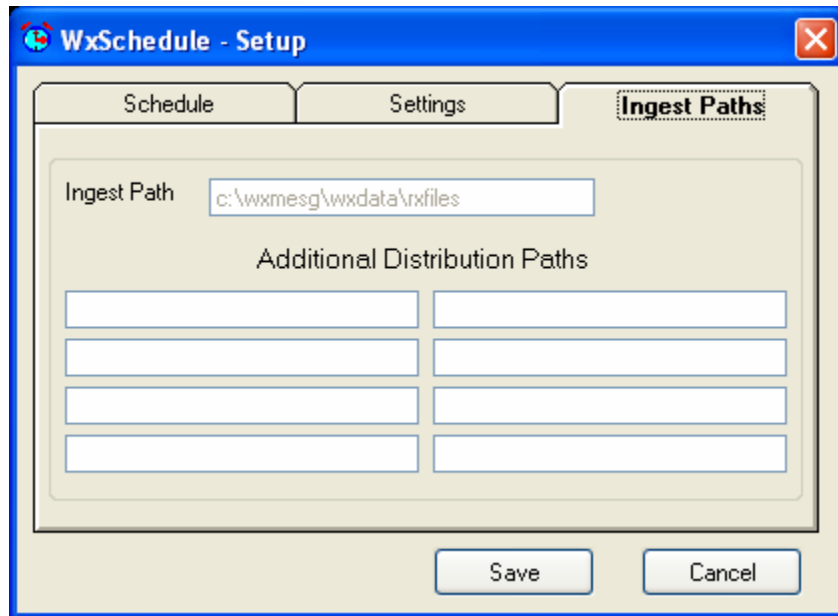 WxSchedule - Setup
Schedule Settings Ingest Paths
Ingest Path c:\wxmesg\wxdata\rxfiles
Additional Distribution Paths
Save Cancel